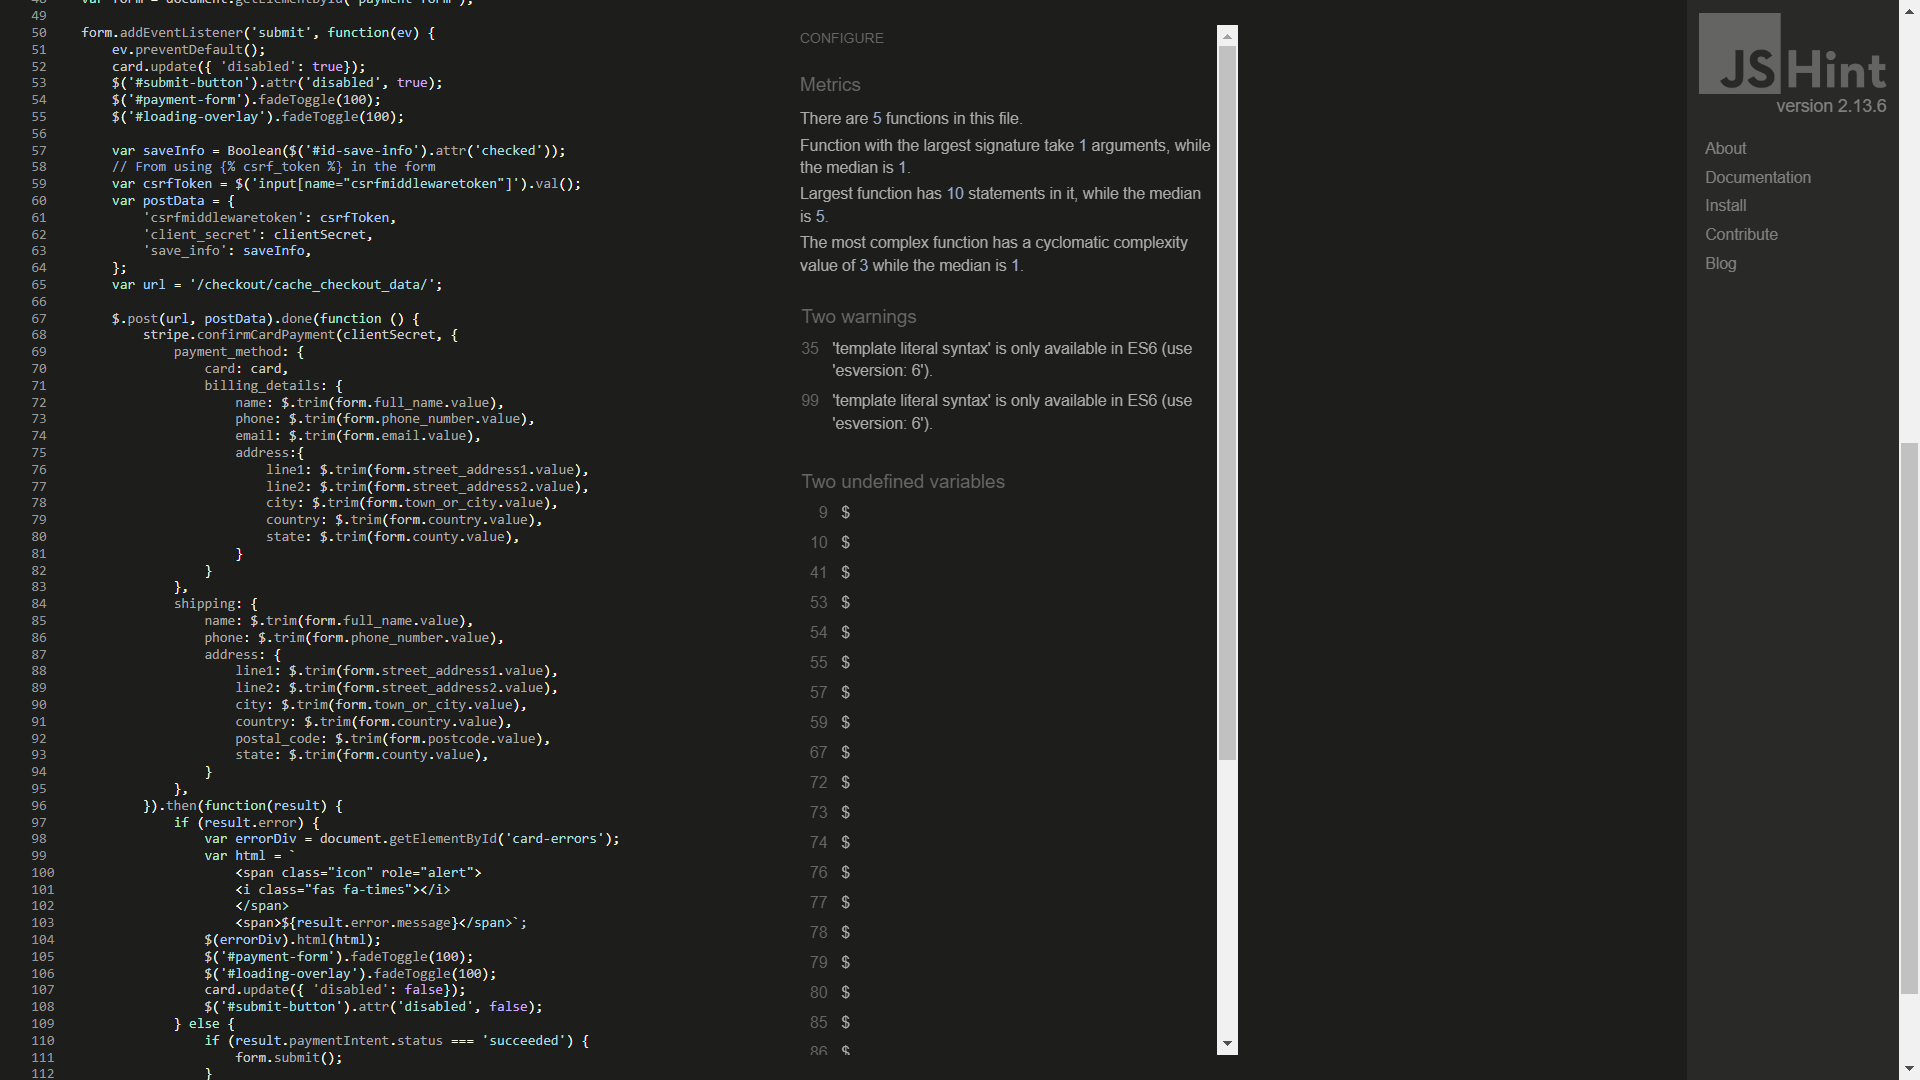 48 var form = document.getElementById('payment-form');
49
50 form.addEventListener('submit', function(ev) {
51 ev.preventDefault();
52 card.update({ 'disabled': true});
53 $('#submit-button').attr('disabled', true);
54 $('#payment-form').fadeToggle(100);
55 $('#loading-overlay').fadeToggle(100);
56
57 var saveInfo = Boolean($('#id-save-info').attr('checked'));
58 // From using {% csrf_token %} in the form
59 var csrfToken = $('input[name="csrfmiddlewaretoken"]').val();
60 var postData = {
61 'csrfmiddlewaretoken': csrfToken,
62 'client_secret': clientSecret,
63 'save_info': saveInfo,
64 };
65 var url = '/checkout/cache_checkout_data/';
66
67 $.post(url, postData).done(function () {
68 stripe.confirmCardPayment(clientSecret, {
69 payment_method: {
70 card: card,
71 billing_details: {
72 name: $.trim(form.full_name.value),
73 phone: $.trim(form.phone_number.value),
74 email: $.trim(form.email.value),
75 address:{
76 line1: $.trim(form.street_address1.value),
77 line2: $.trim(form.street_address2.value),
78 city: $.trim(form.town_or_city.value),
79 country: $.trim(form.country.value),
80 state: $.trim(form.county.value),
81 }
82 }
83 },
84 shipping: {
85 name: $.trim(form.full_name.value),
86 phone: $.trim(form.phone_number.value),
87 address: {
88 line1: $.trim(form.street_address1.value),
89 line2: $.trim(form.street_address2.value),
90 city: $.trim(form.town_or_city.value),
91 country: $.trim(form.country.value),
92 postal_code: $.trim(form.postcode.value),
93 state: $.trim(form.county.value),
94 }
95 },
96 }).then(function(result) {
97 if (result.error) {
98 var errorDiv = document.getElementById('card-errors');
99 var html = `
100 <span class="icon" role="alert">
101 <i class="fas fa-times"></i>
102 </span>
103 <span>${result.error.message}</span>`;
104 $(errorDiv).html(html);
105 $('#payment-form').fadeToggle(100);
106 $('#loading-overlay').fadeToggle(100);
107 card.update({ 'disabled': false});
108 $('#submit-button').attr('disabled', false);
109 } else {
110 if (result.paymentIntent.status === 'succeeded') {
111 form.submit();
112 }
CONFIGURE
Metrics
There are 5 functions in this file.
Function with the largest signature take 1 arguments, while
the median is 1.
Largest function has 10 statements in it, while the median
is 5.
The most complex function has a cyclomatic complexity
value of 3 while the median is 1.
Two warnings
35 'template literal syntax' is only available in ES6 (use
'esversion: 6').
99 'template literal syntax' is only available in ES6 (use
'esversion: 6').
Two undefined variables
9 $
10 $
41 $
53 $
54 $
55 $
57 $
59 $
67 $
72 $
73 $
74 $
76 $
77 $
78 $
79 $
80 $
85 $
86 $
JSHint
version 2.13.6
About
Documentation
Install
Contribute
Blog